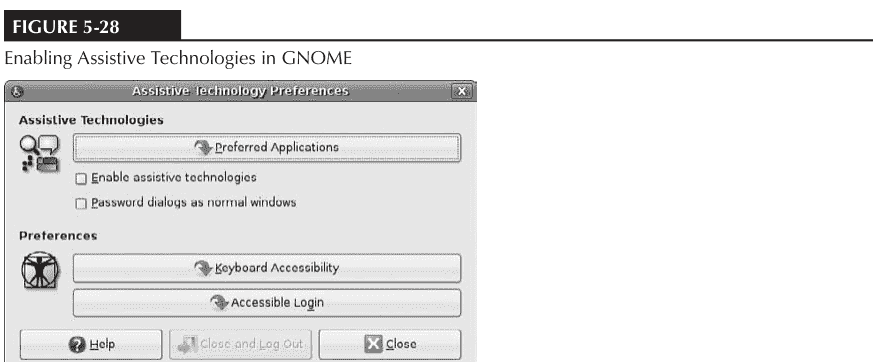 FIGURE 5-28
Enabling Assistive Technologies in GNOME
Assistive Technology Preferences
Assistive Technologies
Preferred Applications
Enable assistive technologies
Password dialogs as normal windows
Preferences
Keyboard Accessibility
Accessible Login
Help Close and Log Out Close